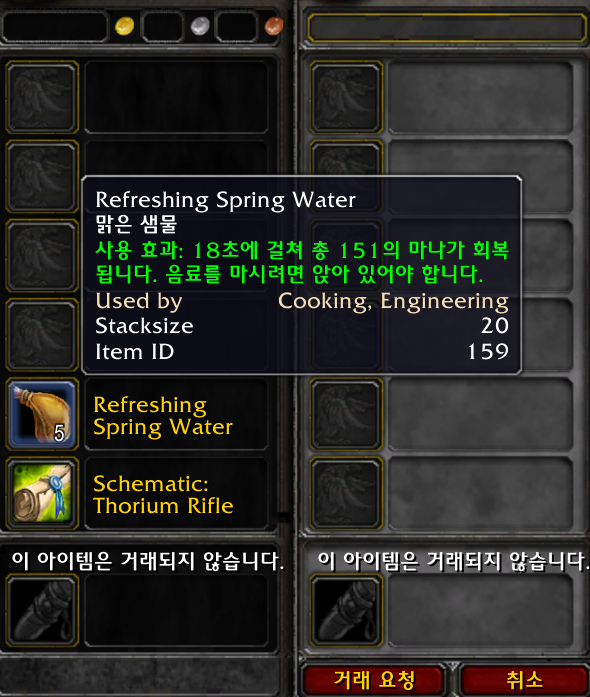 Refreshing Spring Water
맑은 샘물
사용 효과: 18초에 걸쳐 총 151의 마나가 회복
됩니다. 음료를 마시려면 앉아 있어야 합니다.
Used by Cooking, Engineering
Stacksize 20
Item ID 159
5
Refreshing
Spring Water
Schematic:
Thorium Rifle
이 아이템은 거래되지 않습니다.
이 아이템은 거래되지 않습니다.
거래 요청
취소